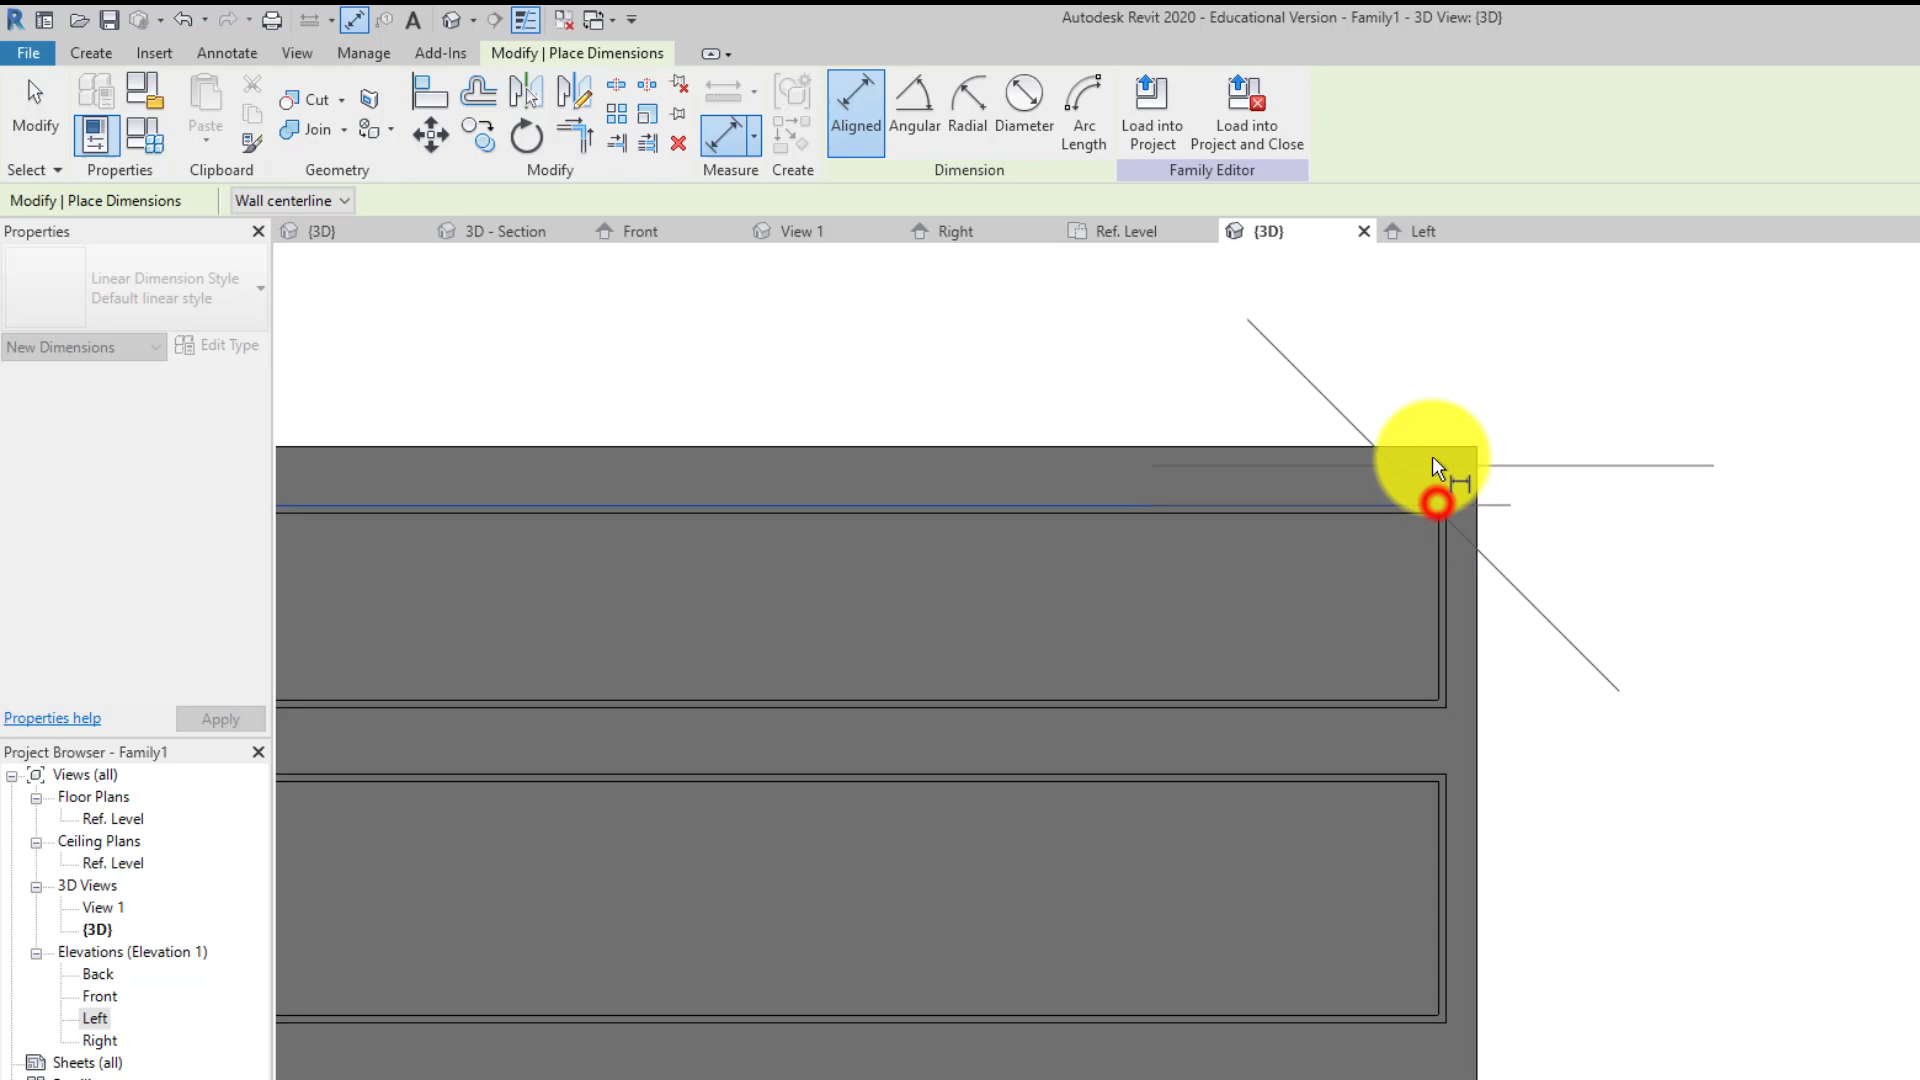 Autodesk Revit 2020 - Educational Version - Family1 - 3D View: {3D}
File Create Insert Annotate View Manage Add-Ins Modify | Place Dimensions
Modify Paste Cut Join Aligned Angular Radial Diameter Arc Length Load into Project Load into Project and Close
Select Properties Clipboard Geometry Modify Measure Create Dimension Family Editor
Modify | Place Dimensions Wall centerline
Properties {3D} 3D - Section Front View 1 Right Ref. Level {3D} Left
Linear Dimension Style
Default linear style
New Dimensions Edit Type
Properties help Apply
Project Browser - Family1
Views (all)
Floor Plans
Ref. Level
Ceiling Plans
Ref. Level
3D Views
View 1
{3D}
Elevations (Elevation 1)
Back
Front
Left
Right
Sheets (all)